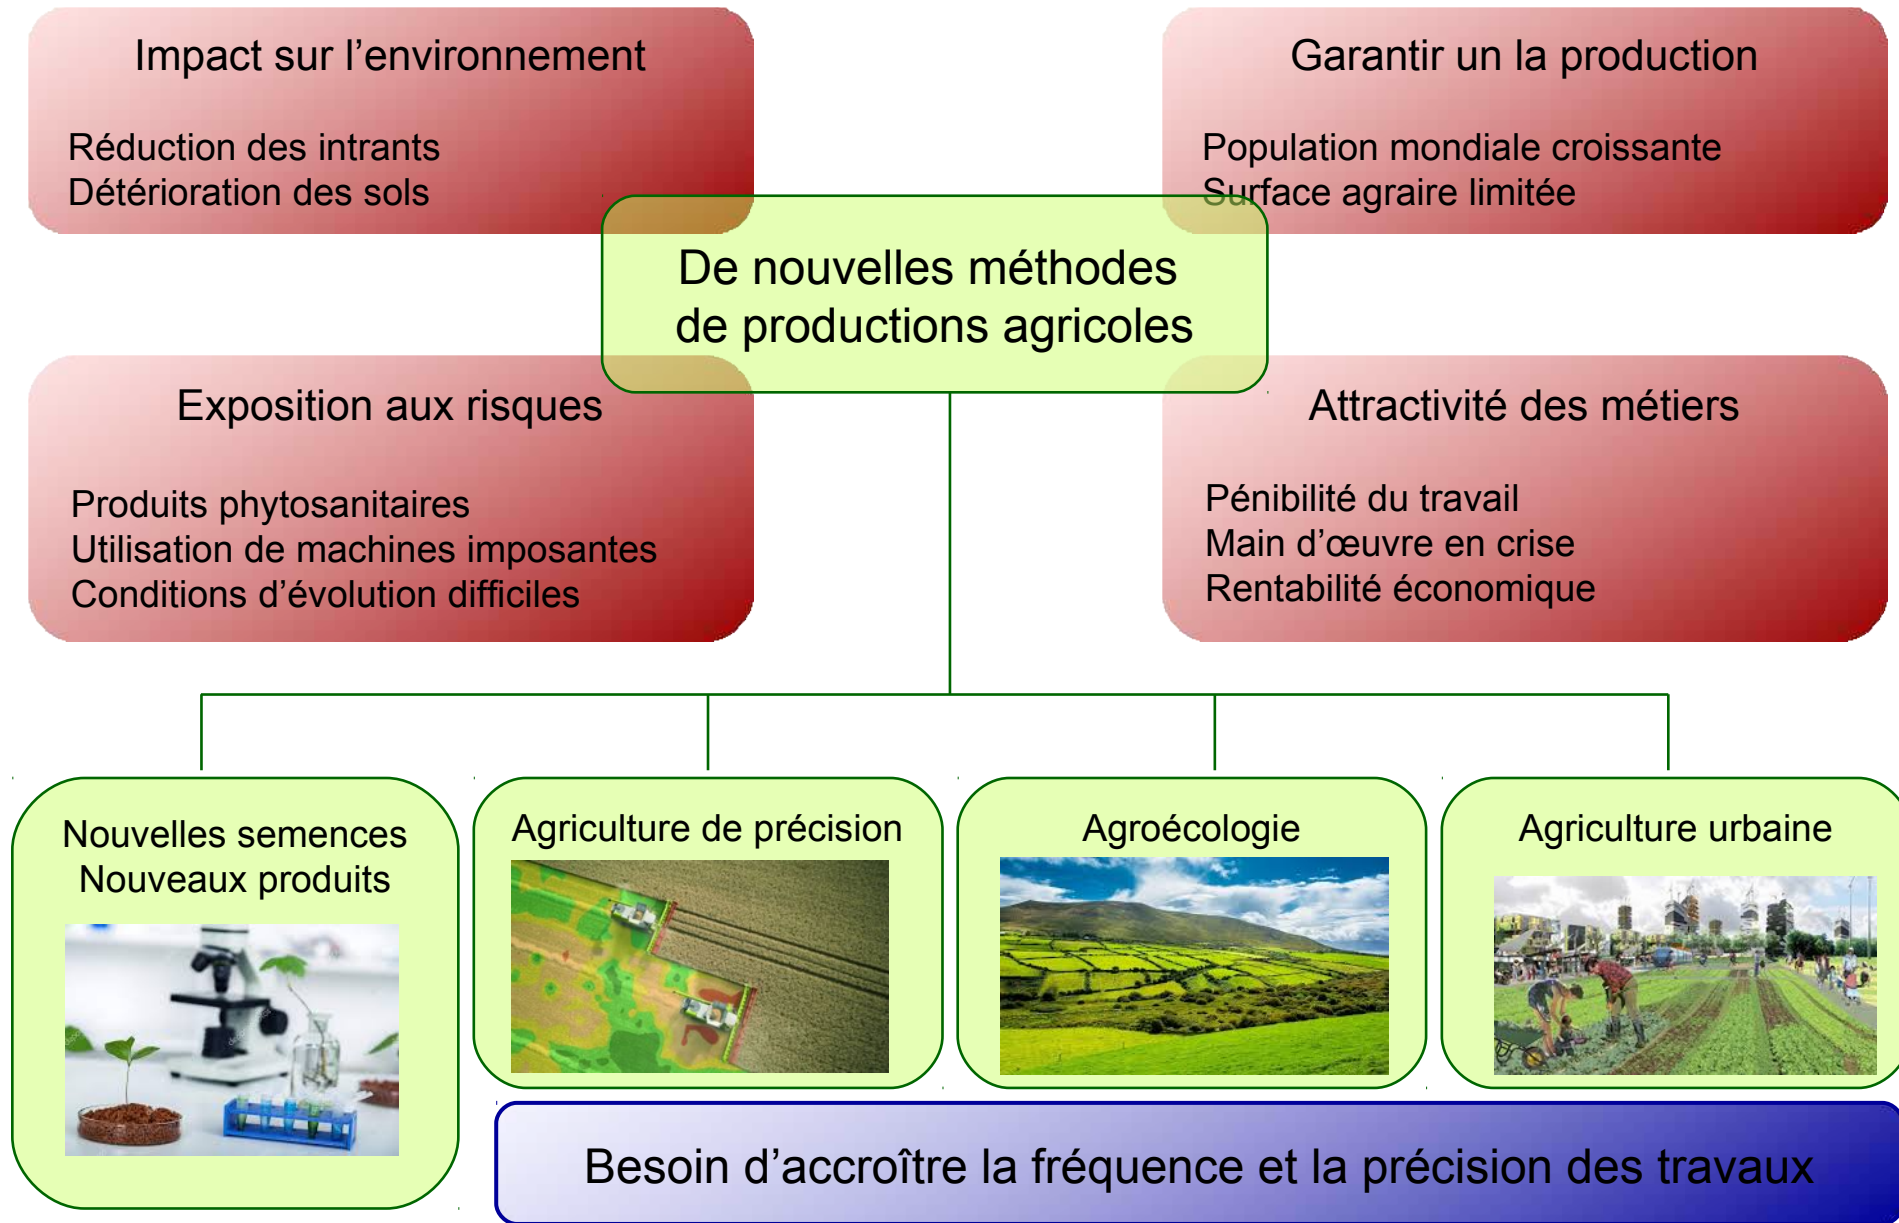 Impact sur l'environnement
Réduction des intrants
Détérioration des sols
Garantir un la production
Population mondiale croissante
Surface agraire limitée
De nouvelles méthodes
de productions agricoles
Exposition aux risques
Produits phytosanitaires
Utilisation de machines imposantes
Conditions d'évolution difficiles
Attractivité des métiers
Pénibilité du travail
Main d'œuvre en crise
Rentabilité économique
Nouvelles semences
Nouveaux produits
Agriculture de précision
Agroécologie
Agriculture urbaine
Besoin d'accroître la fréquence et la précision des travaux